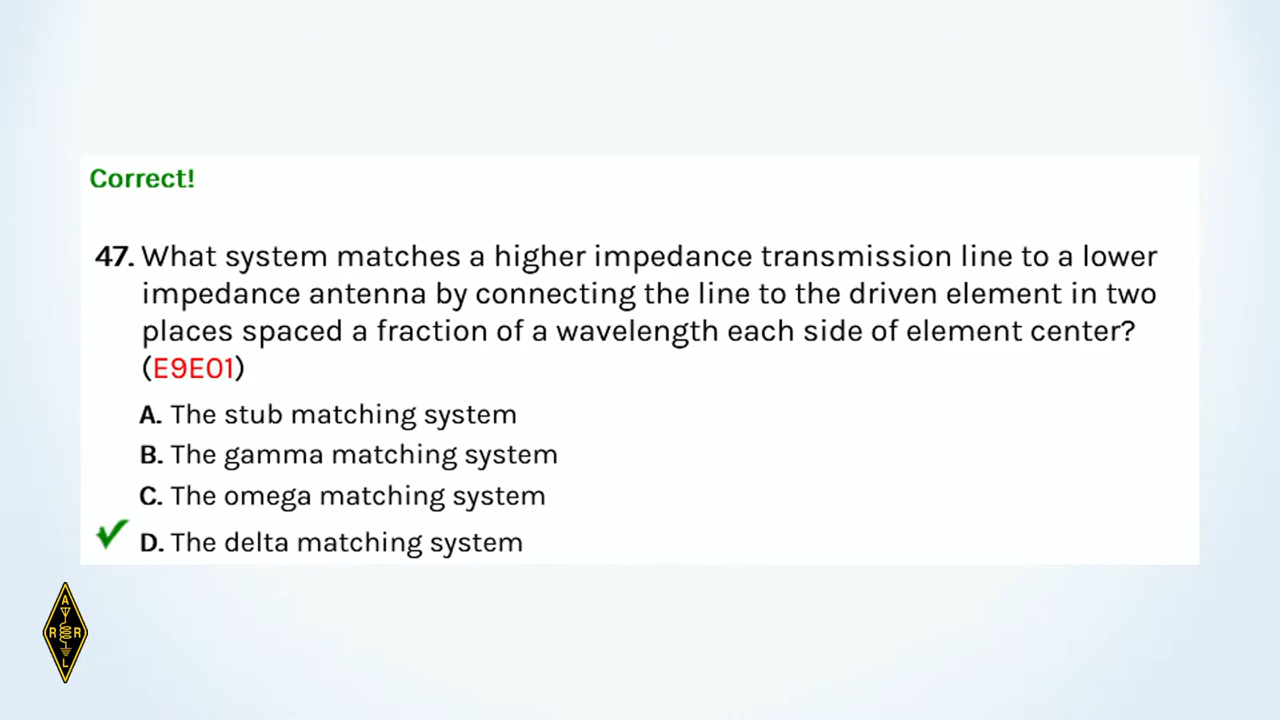 Correct!
47. What system matches a higher impedance transmission line to a lower
impedance antenna by connecting the line to the driven element in two
places spaced a fraction of a wavelength each side of element center?
(E9E01)
A. The stub matching system
B. The gamma matching system
C. The omega matching system
D. The delta matching system
A
R R
L